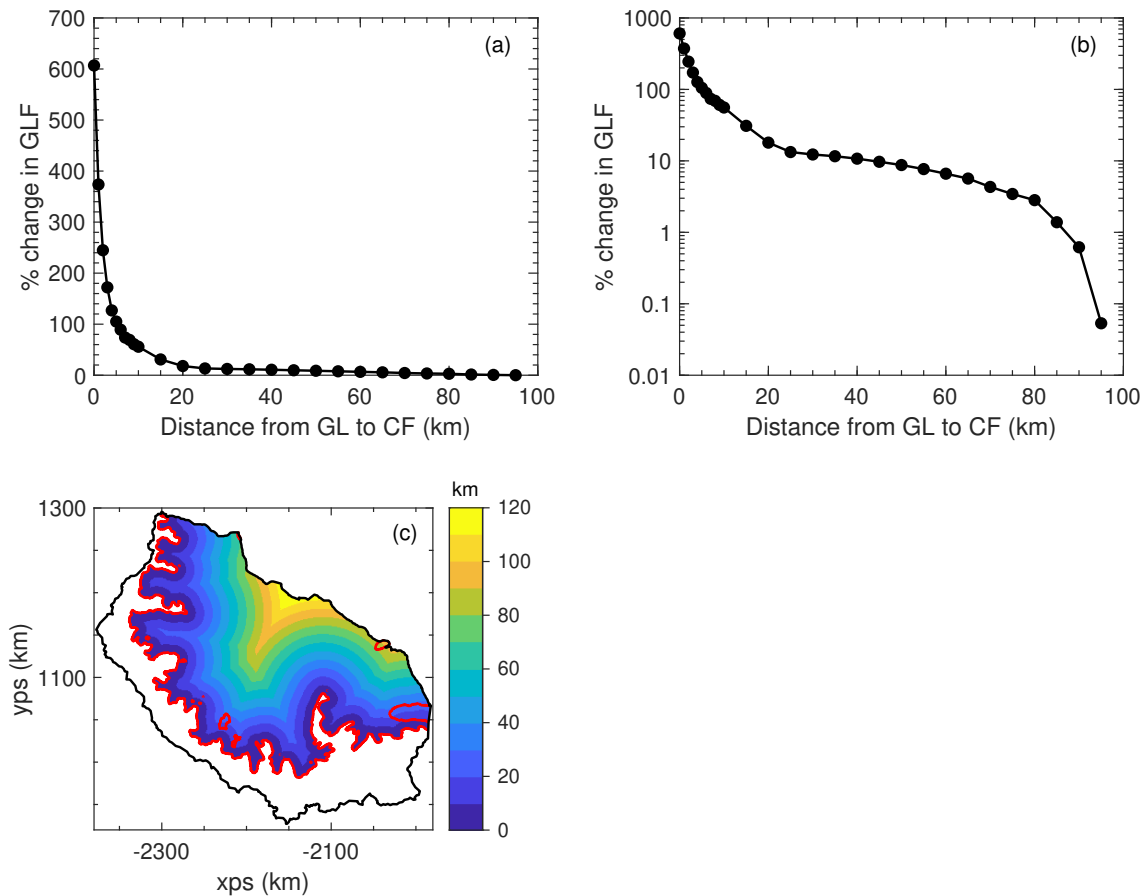 700
600
500
400
300
200
100
0
% change in GLF
(a)
0 20 40 60 80 100
Distance from GL to CF (km)
1000
100
10
1
0.1
0.01
% change in GLF
(b)
0 20 40 60 80 100
Distance from GL to CF (km)
1300
1100
yps (km)
(c)
-2300 -2100
xps (km)
km
120
100
80
60
40
20
0